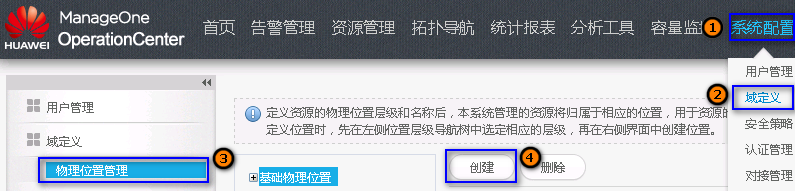 HUAWEI
ManageOne
OperationCenter
首页 告警管理 资源管理 拓扑导航 统计报表 分析工具 容量监 1 系统配置
用户管理
2 域定义
安全策略
认证管理
对接管理
用户管理
域定义
物理位置管理 3
定义资源的物理位置层级和名称后，本系统管理的资源将归属于相应的位置，用于资源的
定义位置时，先在左侧位置层级导航树中选定相应的层级，再在右侧界面中创建位置。
基础物理位置
创建 4 删除